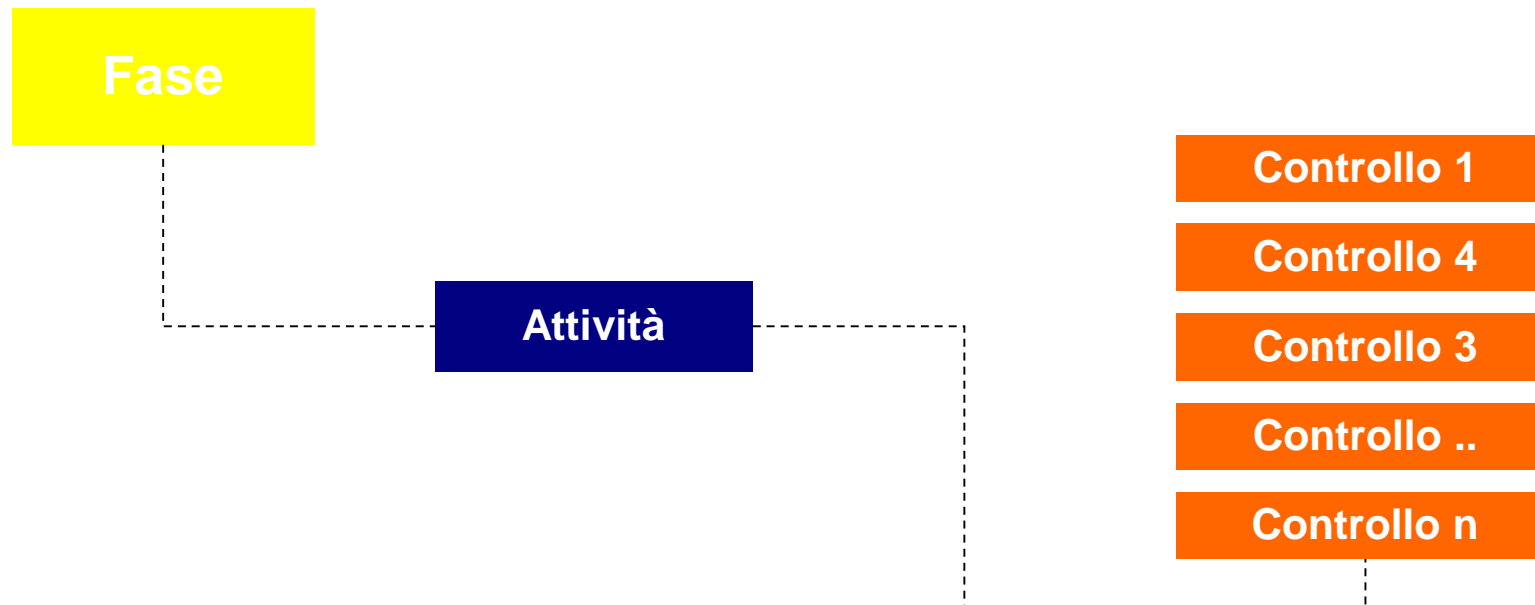 Fase
Attività
Controllo 1
Controllo 4
Controllo 3
Controllo ..
Controllo n